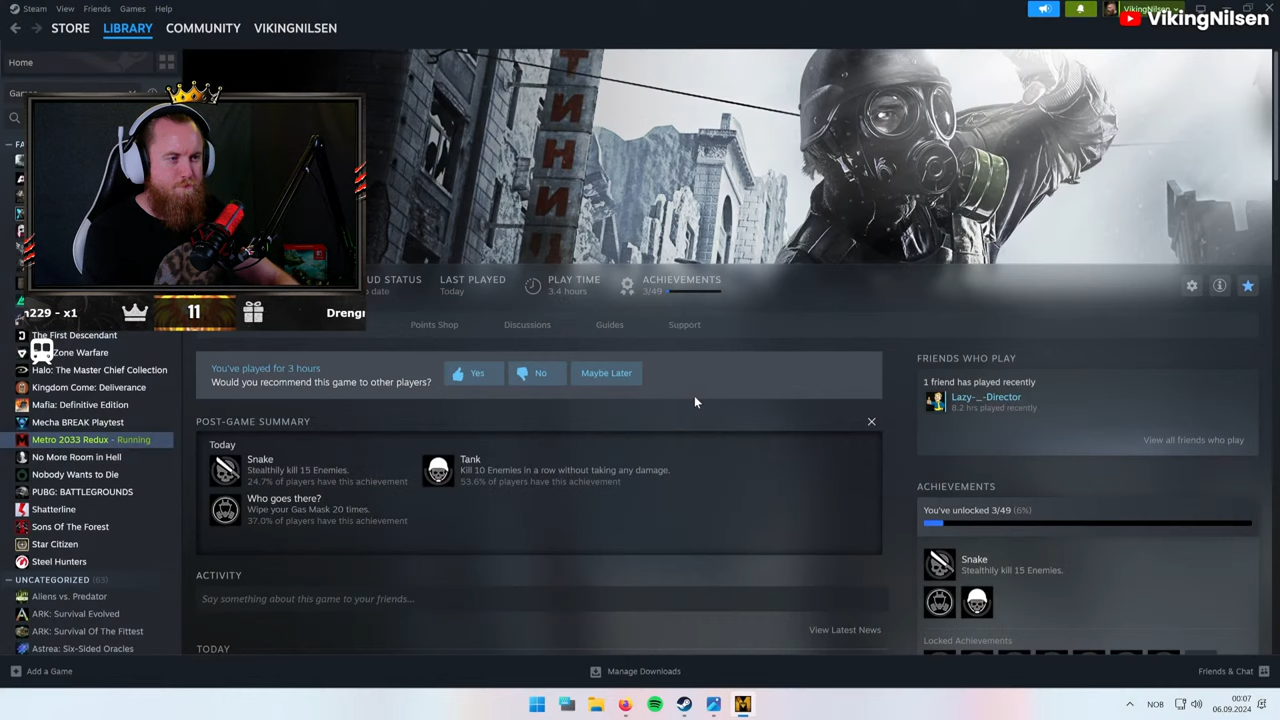 Steam View Friends Games Help
VikingNilsen
VikingNilsen
STORE LIBRARY COMMUNITY VIKINGNILSEN
Home
ТИНИ
UD STATUS
LAST PLAYED
Today
PLAY TIME
3.4 hours
ACHIEVEMENTS
3/49
229 - x1
11
Drengr
Points Shop Discussions Guides Support
The First Descendant
Zone Warfare
Halo: The Master Chief Collection
Kingdom Come: Deliverance
Mafia: Definitive Edition
Mecha BREAK Playtest
Metro 2033 Redux - Running
No More Room in Hell
Nobody Wants to Die
PUBG: BATTLEGROUNDS
Shatterline
Sons Of The Forest
Star Citizen
Steel Hunters
UNCATEGORIZED (63)
Aliens vs. Predator
ARK: Survival Evolved
ARK: Survival Of The Fittest
Astrea: Six-Sided Oracles
You've played for 3 hours
Would you recommend this game to other players?
Yes No Maybe Later
POST-GAME SUMMARY
Today
Snake
Stealthily kill 15 Enemies.
24.7% of players have this achievement
Tank
Kill 10 Enemies in a row without taking any damage.
53.6% of players have this achievement
Who goes there?
Wipe your Gas Mask 20 times.
37.0% of players have this achievement
ACTIVITY
Say something about this game to your friends...
View Latest News
TODAY
FRIENDS WHO PLAY
1 friend has played recently
Lazy-_-Director
8.2 hrs played recently
View all friends who play
ACHIEVEMENTS
You've unlocked 3/49 (6%)
Snake
Stealthily kill 15 Enemies.
Locked Achievements
Add a Game
Manage Downloads
Friends & Chat
NOB
00:07
06.09.2024